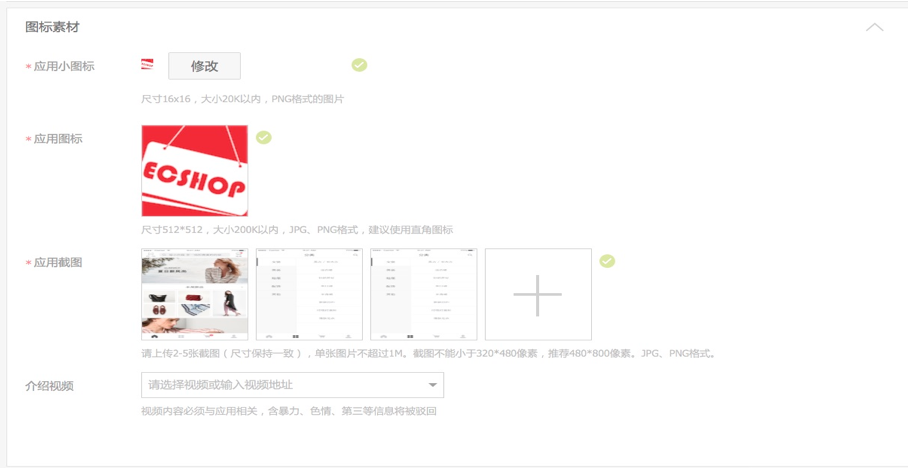 图标素材
* 应用小图标
修改
尺寸16x16，大小20K以内，PNG格式的图片
* 应用图标
ECSHOP
尺寸512*512，大小200K以内，JPG、PNG格式，建议使用直角图标
* 应用截图
请上传2-5张截图（尺寸保持一致），单张图片不超过1M。截图不能小于320*480像素，推荐480*800像素。JPG、PNG格式。
介绍视频
请选择视频或输入视频地址
视频内容必须与应用相关，含暴力、色情、第三等信息将被驳回